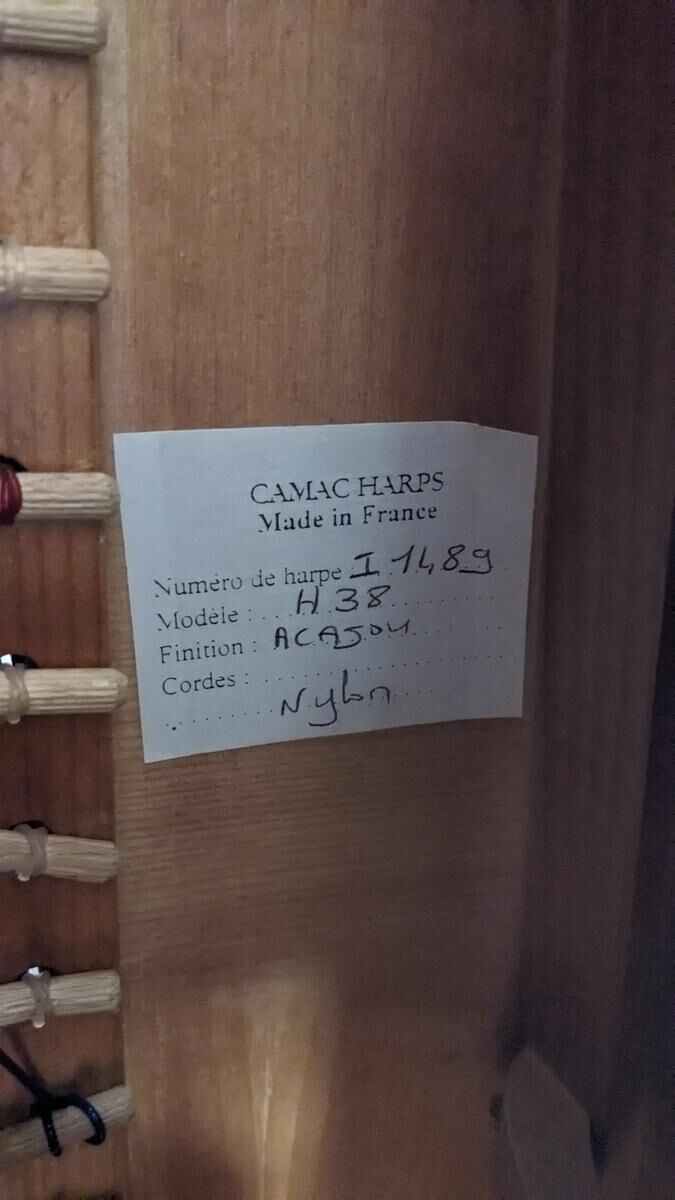 CAMAC HARPS
Made in France
Numéro de harpe I 1489
Modèle : H 38
Finition : ACAJOU
Cordes :
Nylon